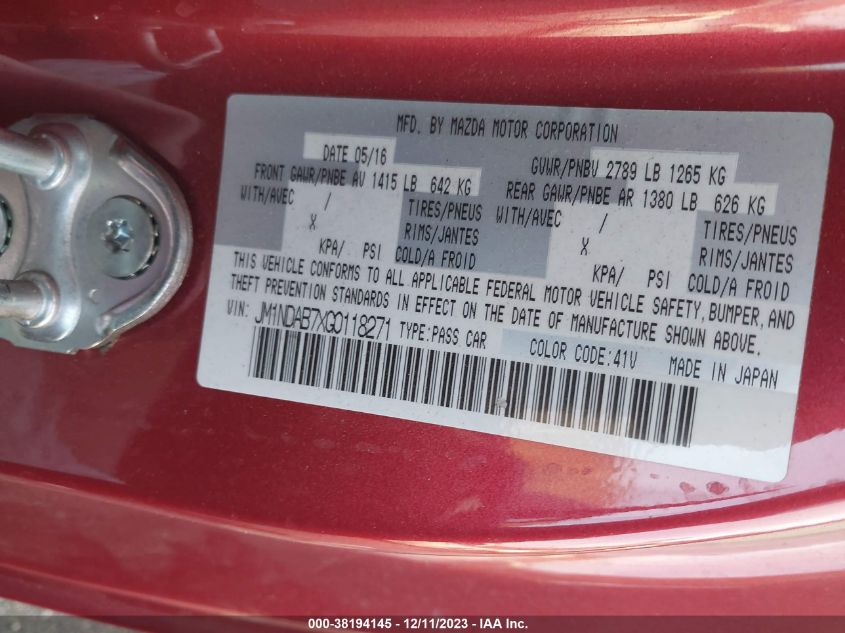 MFD. BY MAZDA MOTOR CORPORATION
DATE 05/16
GVWR/PNBV 2789 LB 1265 KG
FRONT GAWR/PNBE AV 1415 LB 642 KG
REAR GAWR/PNBE AR 1380 LB 626 KG
WITH/AVEC / TIRES/PNEUS
WITH/AVEC / TIRES/PNEUS
X RIMS/JANTES
X RIMS/JANTES
KPA/ PSI COLD/A FROID
KPA/ PSI COLD/A FROID
THIS VEHICLE CONFORMS TO ALL APPLICABLE FEDERAL MOTOR VEHICLE SAFETY,BUMPER,AND
THEFT PREVENTION STANDARDS IN EFFECT ON THE DATE OF MANUFACTURE SHOWN ABOVE.
VIN: JM1NDAB7XG0118271 TYPE:PASS CAR COLOR CODE:41V MADE IN JAPAN
000-38194145 - 12/11/2023 - IAA Inc.